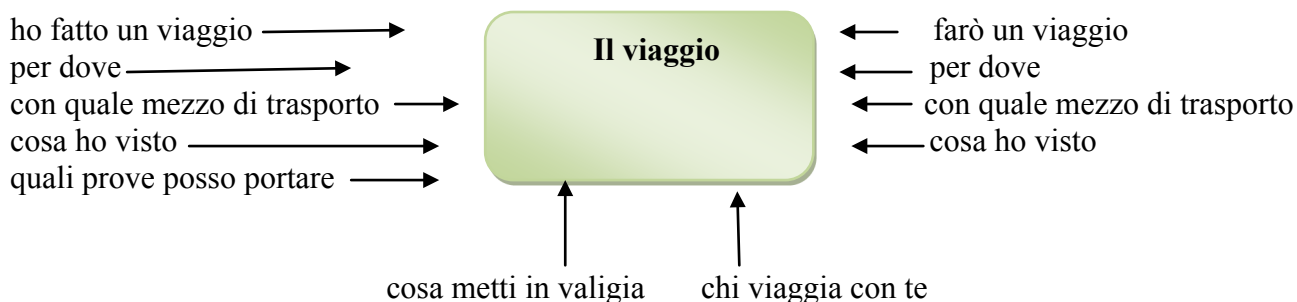 ho fatto un viaggio
per dove
con quale mezzo di trasporto
cosa ho visto
quali prove posso portare
Il viaggio
farò un viaggio
per dove
con quale mezzo di trasporto
cosa ho visto
cosa metti in valigia
chi viaggia con te